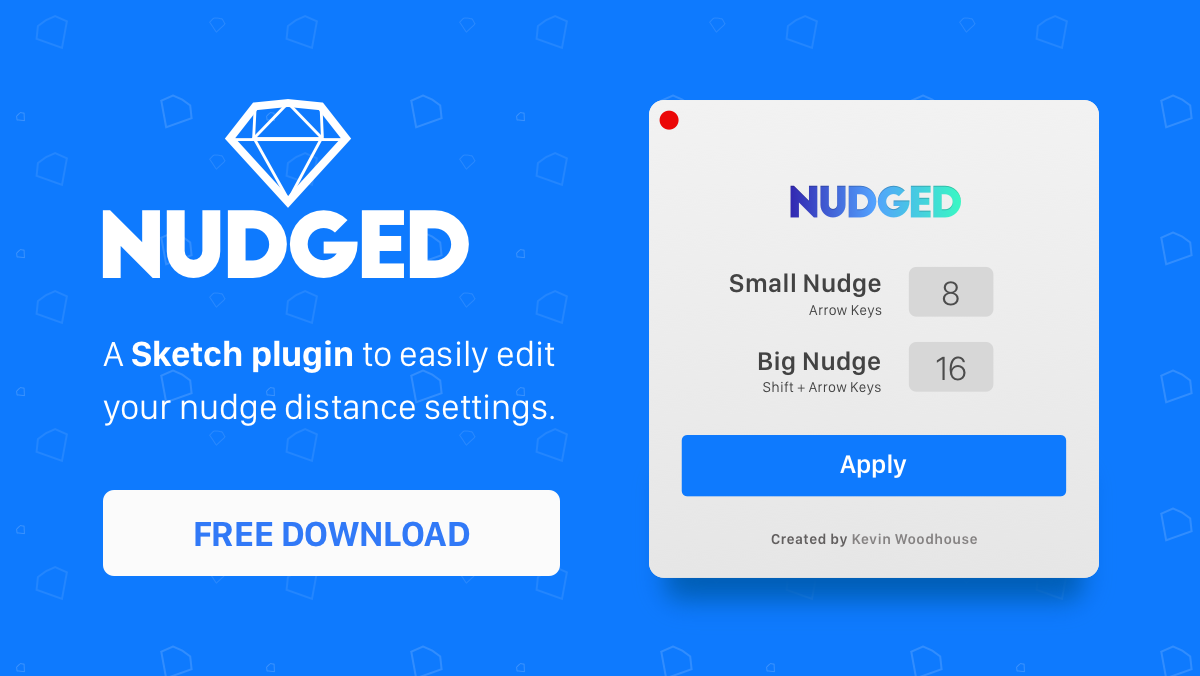 NUDGED
A Sketch plugin to easily edit
your nudge distance settings.
FREE DOWNLOAD
NUDGED
Small Nudge
Arrow Keys
8
Big Nudge
Shift + Arrow Keys
16
Apply
Created by Kevin Woodhouse